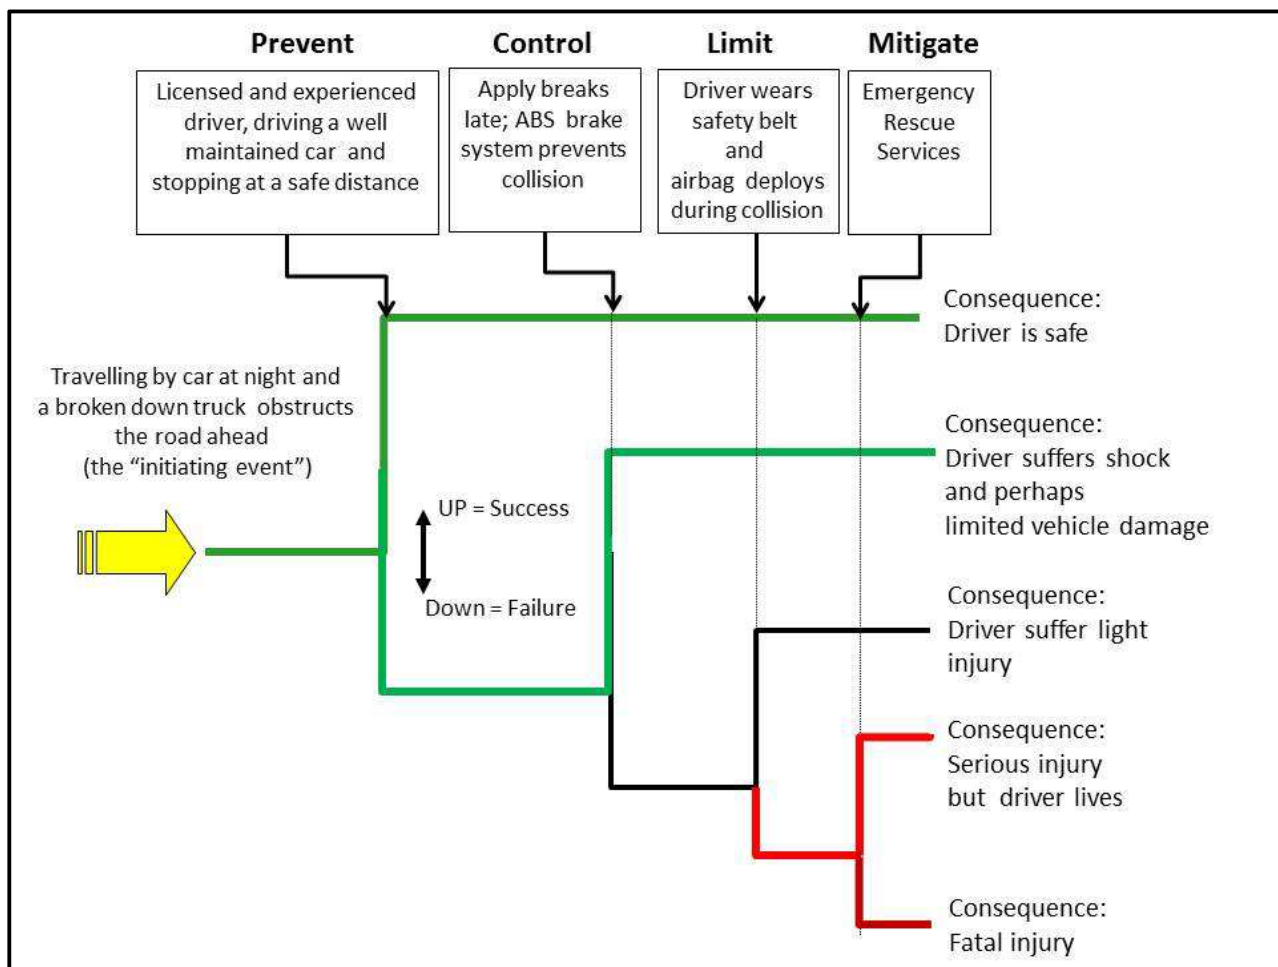 Prevent
Control
Limit
Mitigate
Licensed and experienced
driver, driving a well
maintained car and
stopping at a safe distance
Apply breaks
late; ABS brake
system prevents
collision
Driver wears
safety belt
and
airbag deploys
during collision
Emergency
Rescue
Services
Consequence:
Driver is safe
Travelling by car at night and
a broken down truck obstructs
the road ahead
(the “initiating event”)
Consequence:
Driver suffers shock
and perhaps
limited vehicle damage
UP = Success
Down = Failure
Consequence:
Driver suffer light
injury
Consequence:
Serious injury
but driver lives
Consequence:
Fatal injury